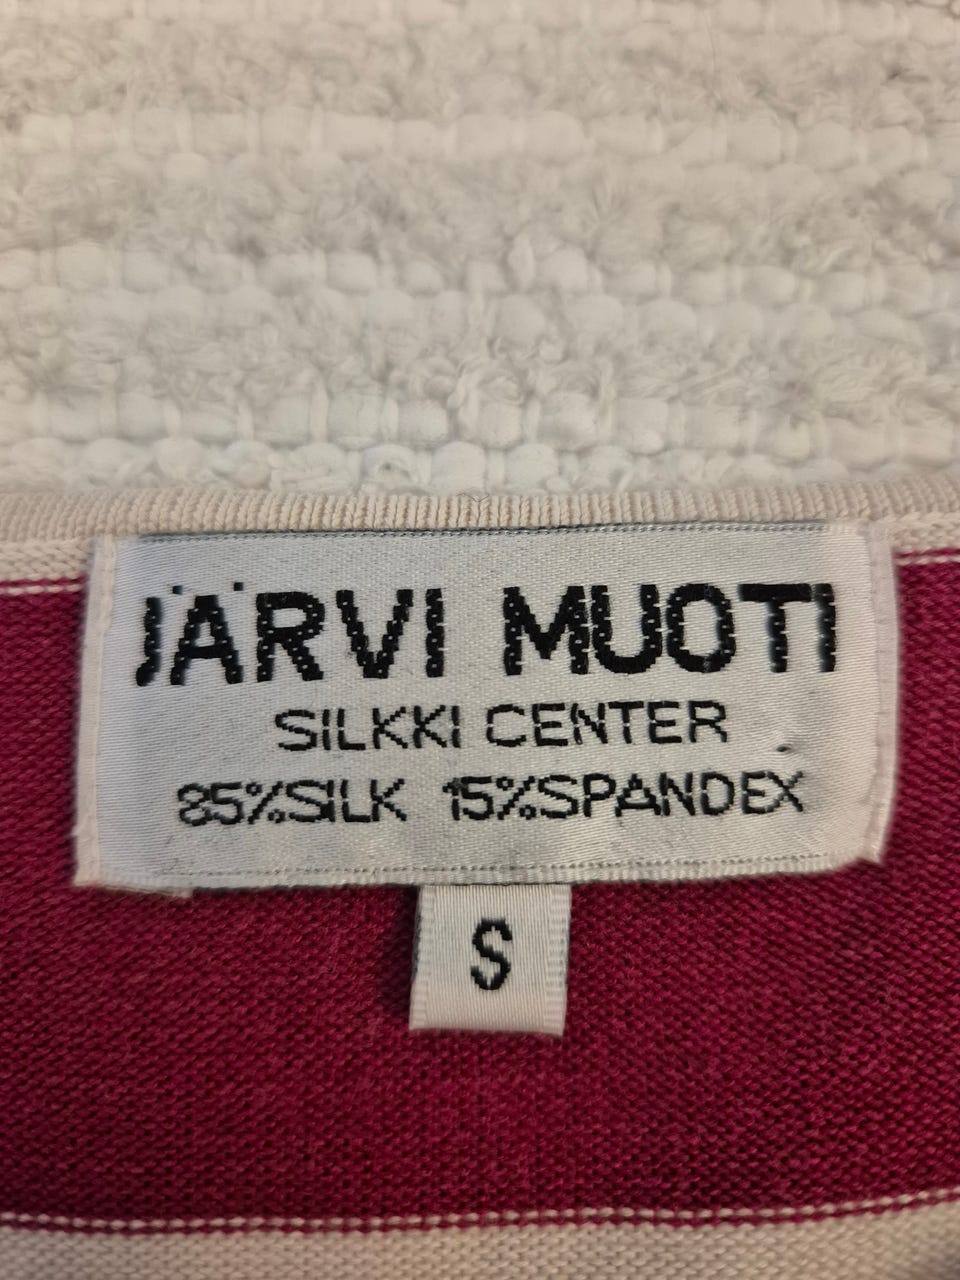 JÄRVI MUOTI
SILKKI CENTER
85%SILK 15%SPANDEX
S